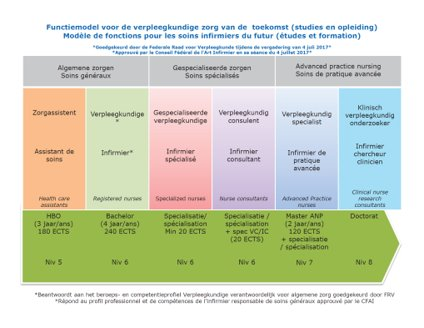 Functiemodel voor de verpleegkundige zorg van de  toekomst (studies en opleiding)
Modèle de fonctions pour les soins infirmiers du futur (études et formation)
*Goedgekeurd door de Federale Raad voor Verpleegkunde tijdens de vergadering van 4 juli 2017*
*Approuvé par le Conseil Fédéral de l'Art Infirmier en sa séance du 4 juillet 2017*
Algemene zorgen
Soins généraux
Gespecialiseerde zorgen
Soins spécialisés
Advanced practice nursing
Soins de pratique avancée
Zorgassistent
Assistant de
soins
Health care
assistants
Verpleegkundige
*
Infirmier*
Registered nurses
Gespecialiseerde
verpleegkundige
Infirmier
spécialisé
Specialized nurses
Verpleegkundig
consulent
Infirmier
consultant
Nurse consultants
Verpleegkundig
specialist
Infirmier de
pratique
avancée
Advanced Practice
nurses
Klinisch
verpleegkundig
onderzoeker
Infirmier
chercheur
clinicien
Clinical nurse
research
consultants
HBO
(3 jaar/ans)
180 ECTS
Niv 5
Bachelor
(4 jaar/ans)
240 ECTS
Niv 6
Specialisatie/
spécialisation
Min 20 ECTS
Niv 6
Specialisatie /
spécialisation
+ spec VC/IC
(20 ECTS)
Niv 6
Master ANP
(2 jaar/ans)
120 ECTS
+ specialisatie
/ spécialisation
Niv 7
Doctorat
Niv 8
*Beantwoordt aan het beroeps- en competentieprofiel Verpleegkundige verantwoordelijk voor algemene zorg goedgekeurd door FRV
*Répond au profil professionnel et de compétences de l'infirmier responsable de soins généraux approuvé par le CFAI